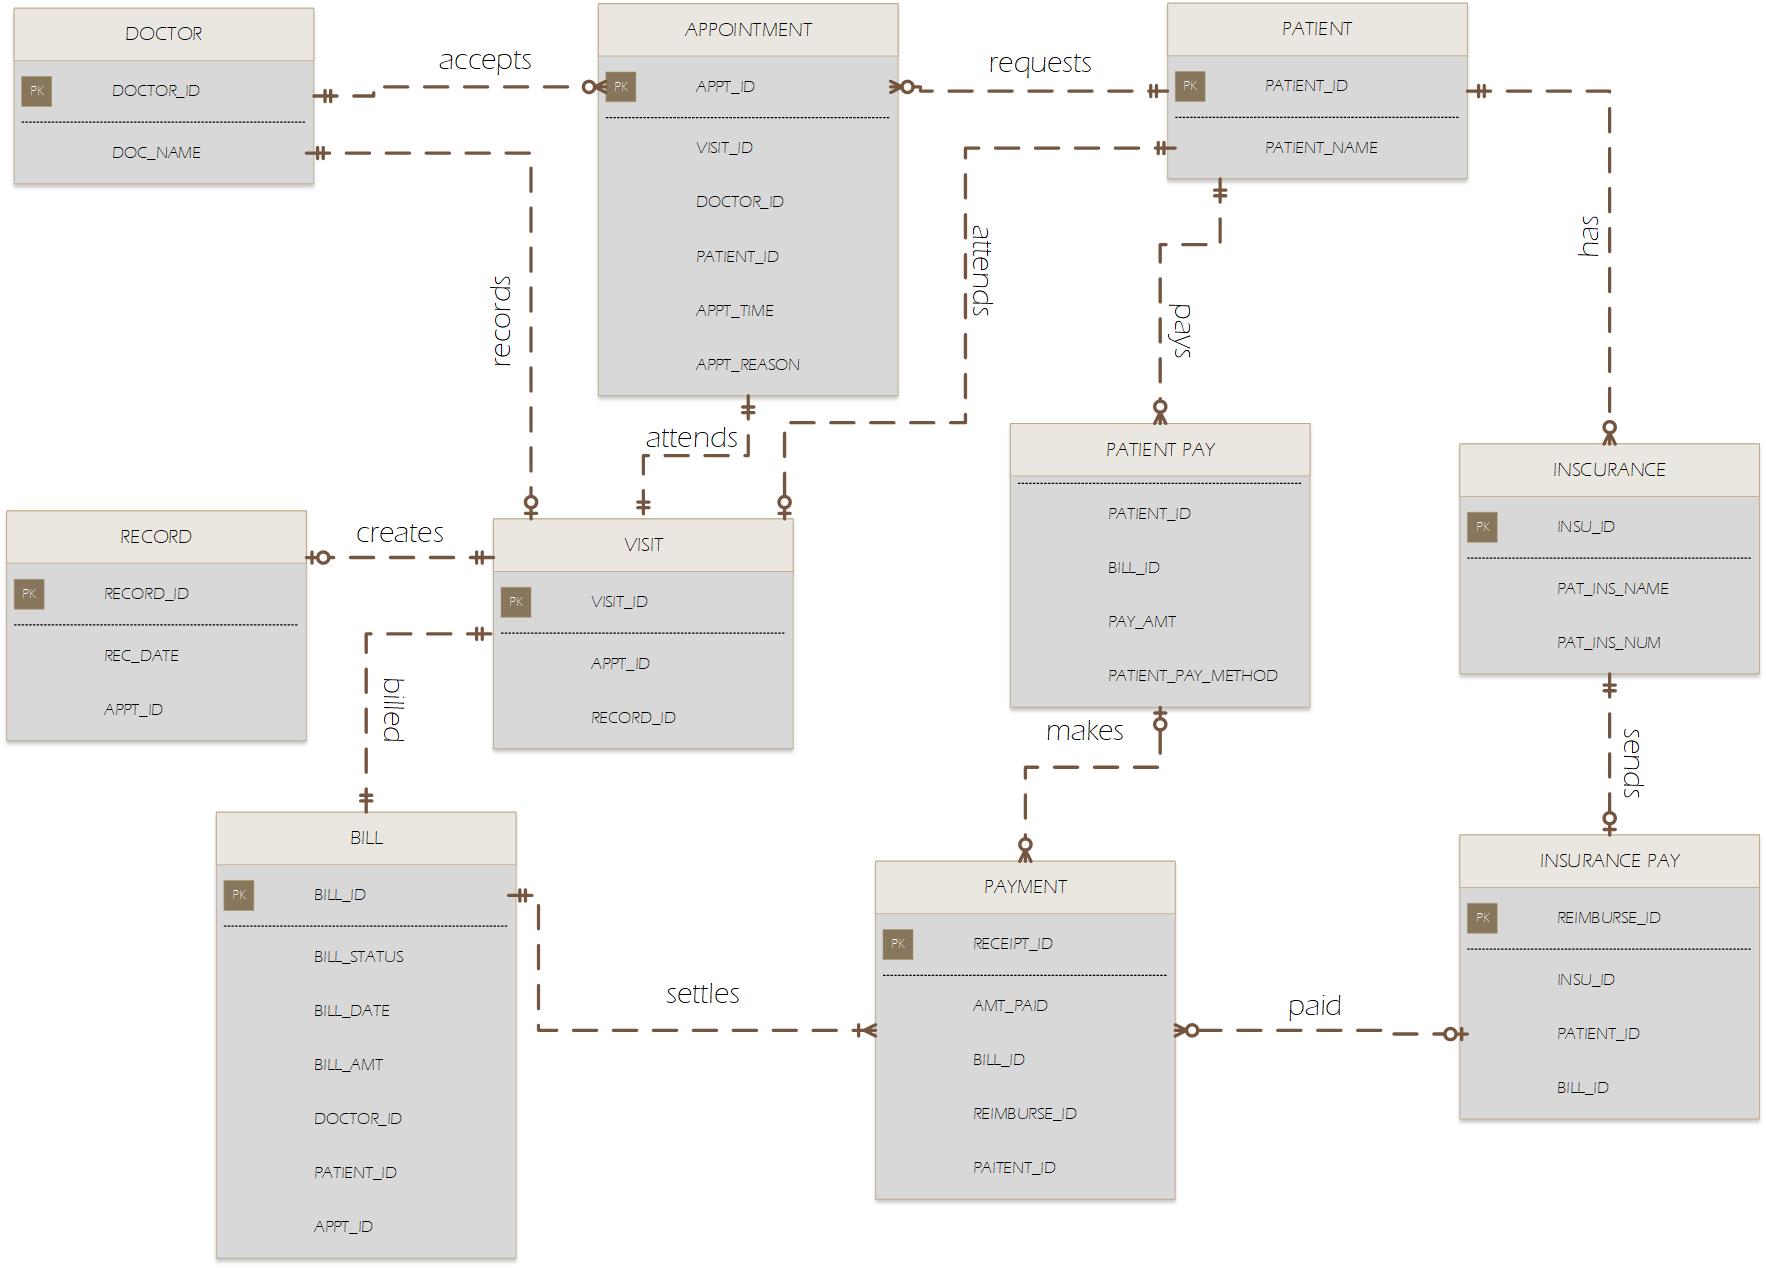 DOCTOR
PK DOCTOR_ID
DOC_NAME
accepts
APPOINTMENT
PK APPT_ID
VISIT_ID
DOCTOR_ID
PATIENT_ID
APPT_TIME
APPT_REASON
requests
PATIENT
PK PATIENT_ID
PATIENT_NAME
records
attends
attends
pays
has
PATIENT PAY
PATIENT_ID
BILL_ID
PAY_AMT
PATIENT_PAY_METHOD
INSCURANCE
PK INSU_ID
PAT_INS_NAME
PAT_INS_NUM
RECORD
PK RECORD_ID
REC_DATE
APPT_ID
creates
VISIT
PK VISIT_ID
APPT_ID
RECORD_ID
billed
makes
sends
BILL
PK BILL_ID
BILL_STATUS
BILL_DATE
BILL_AMT
DOCTOR_ID
PATIENT_ID
APPT_ID
settles
PAYMENT
PK RECEIPT_ID
AMT_PAID
BILL_ID
REIMBURSE_ID
PAITENT_ID
paid
INSURANCE PAY
PK REIMBURSE_ID
INSU_ID
PATIENT_ID
BILL_ID